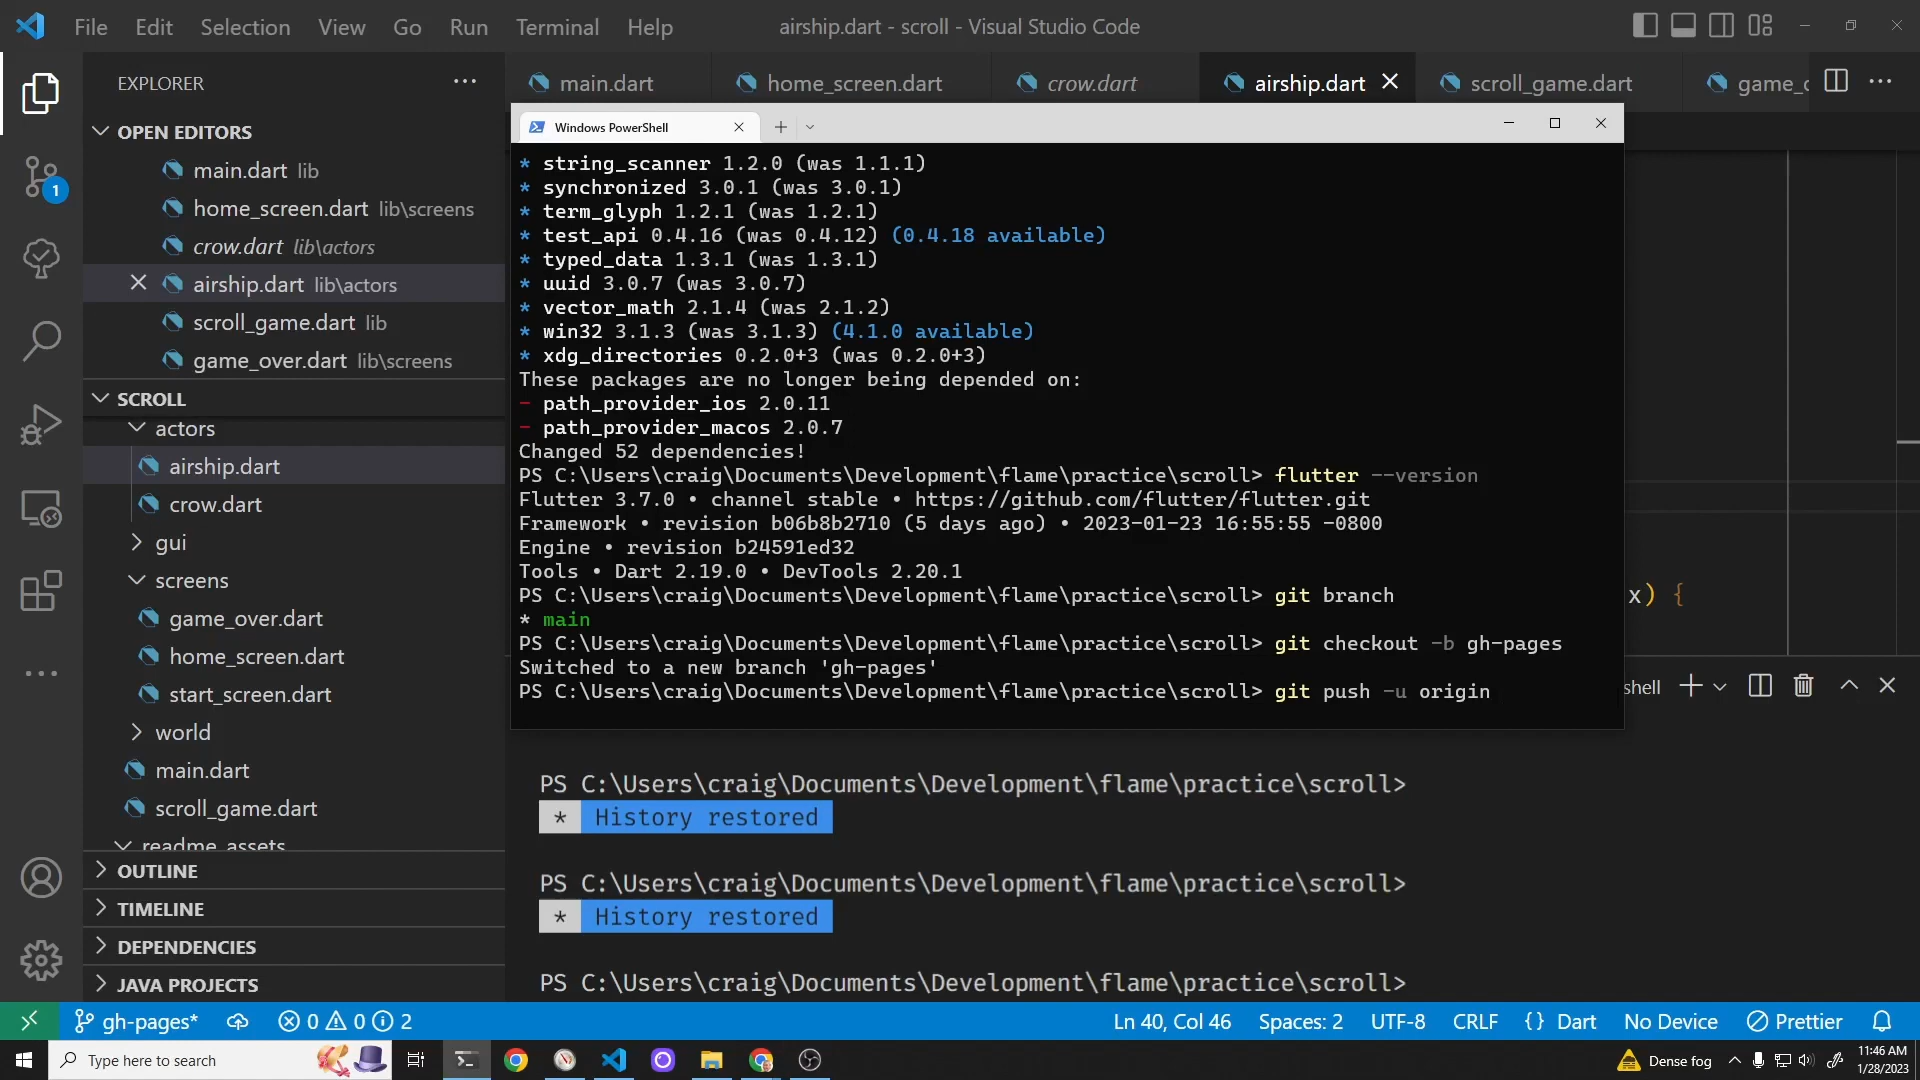 File Edit Selection View Go Run Terminal Help
airship.dart - scroll - Visual Studio Code
EXPLORER
main.dart home_screen.dart crow.dart airship.dart scroll_game.dart
OPEN EDITORS
main.dart lib
home_screen.dart lib\screens
crow.dart lib\actors
airship.dart lib\actors
scroll_game.dart lib
game_over.dart lib\screens
SCROLL
actors
airship.dart
crow.dart
gui
screens
game_over.dart
home_screen.dart
start_screen.dart
world
main.dart
scroll_game.dart
readme_assets
OUTLINE
TIMELINE
DEPENDENCIES
JAVA PROJECTS
1
Windows PowerShell
* string_scanner 1.2.0 (was 1.1.1)
* synchronized 3.0.1 (was 3.0.1)
* term_glyph 1.2.1 (was 1.2.1)
* test_api 0.4.16 (was 0.4.12) (0.4.18 available)
* typed_data 1.3.1 (was 1.3.1)
* uuid 3.0.7 (was 3.0.7)
* vector_math 2.1.4 (was 2.1.2)
* win32 3.1.3 (was 3.1.3) (4.1.0 available)
* xdg_directories 0.2.0+3 (was 0.2.0+3)
These packages are no longer being depended on:
- path_provider_ios 2.0.11
- path_provider_macos 2.0.7
Changed 52 dependencies!
PS C:\Users\craig\Documents\Development\flame\practice\scroll> flutter --version
Flutter 3.7.0 • channel stable • https://github.com/flutter/flutter.git
Framework • revision b06b8b2710 (5 days ago) • 2023-01-23 16:55:55 -0800
Engine • revision b24591ed32
Tools • Dart 2.19.0 • DevTools 2.20.1
PS C:\Users\craig\Documents\Development\flame\practice\scroll> git branch
* main
PS C:\Users\craig\Documents\Development\flame\practice\scroll> git checkout -b gh-pages
Switched to a new branch 'gh-pages'
PS C:\Users\craig\Documents\Development\flame\practice\scroll> git push -u origin
x) {
shell
PS C:\Users\craig\Documents\Development\flame\practice\scroll>
* History restored
PS C:\Users\craig\Documents\Development\flame\practice\scroll>
* History restored
PS C:\Users\craig\Documents\Development\flame\practice\scroll>
gh-pages* 0 0 2 Ln 40, Col 46 Spaces: 2 UTF-8 CRLF {} Dart No Device Prettier
Type here to search
Dense fog
11:46 AM
1/28/2023